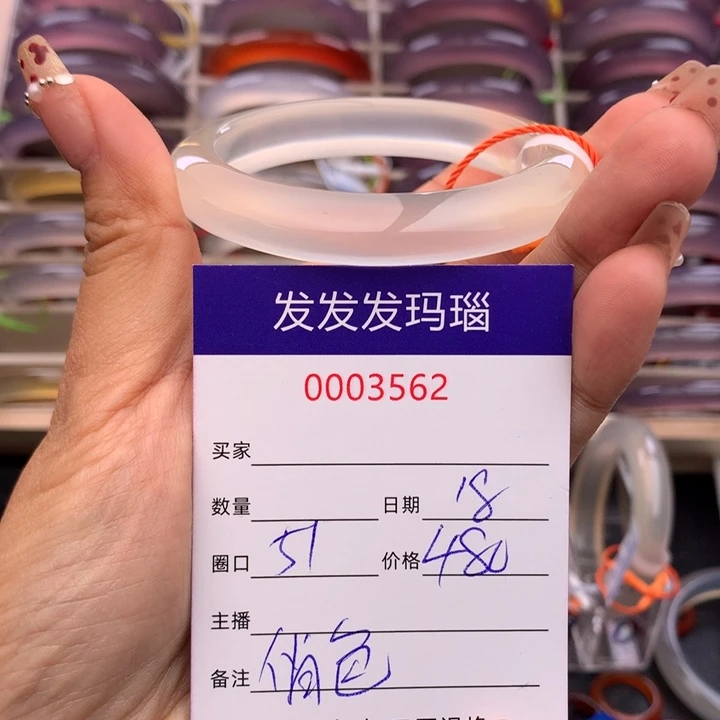 发发发玛瑙
0003562
买家
数量 日期 18
圈口 51 价格 480
主播
备注 俏色